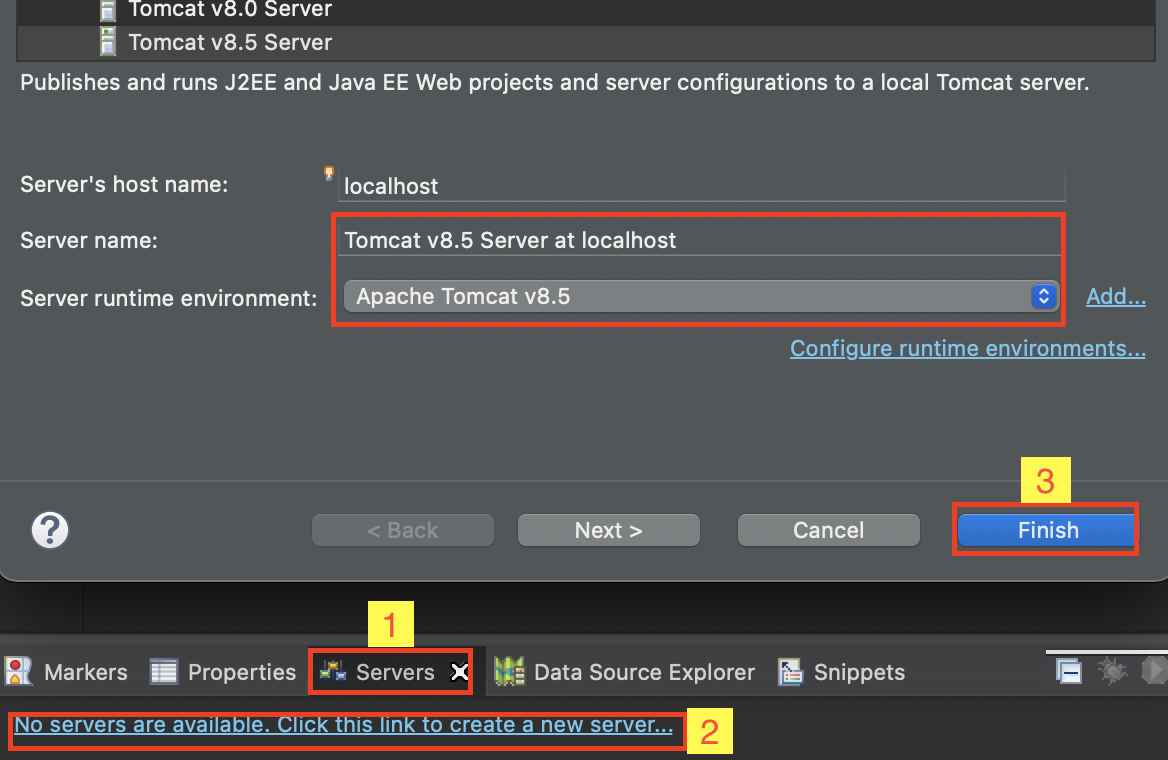 Tomcat v8.0 Server
Tomcat v8.5 Server
Publishes and runs J2EE and Java EE Web projects and server configurations to a local Tomcat server.
Server's host name: localhost
Server name: Tomcat v8.5 Server at localhost
Server runtime environment: Apache Tomcat v8.5 Add...
Configure runtime environments...
3
? < Back Next > Cancel Finish
1
Markers Properties Servers Data Source Explorer Snippets
No servers are available. Click this link to create a new server... 2